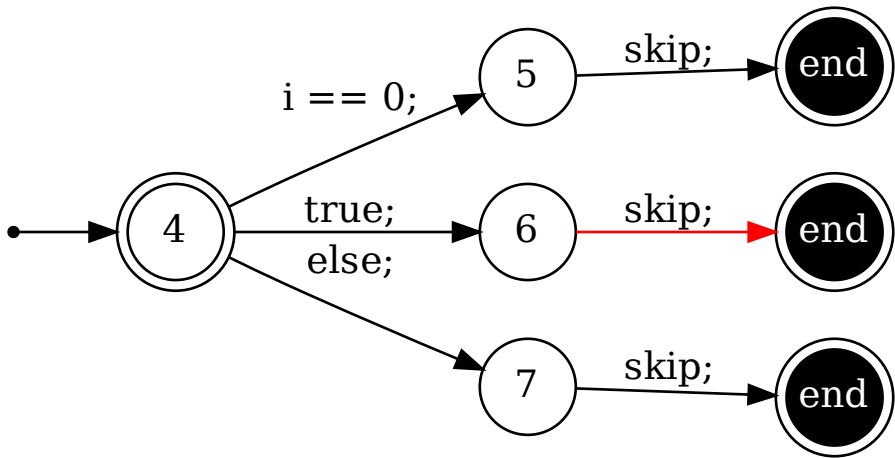 i == 0;
5
skip;
end
4
true;
6
skip;
end
else;
7
skip;
end